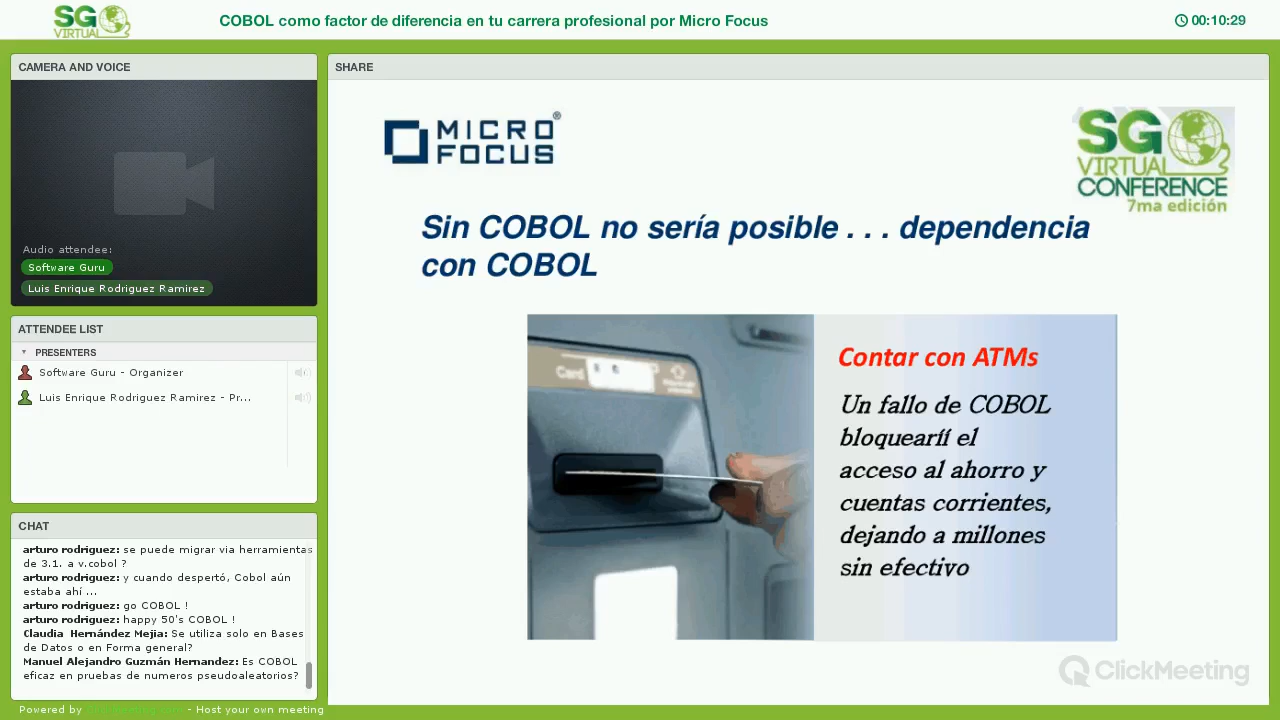 SG VIRTUAL
COBOL como factor de diferencia en tu carrera profesional por Micro Focus
00:10:29
CAMERA AND VOICE
Audio attendee:
Software Guru
Luis Enrique Rodriguez Ramirez
ATTENDEE LIST
PRESENTERS
Software Guru - Organizer
Luis Enrique Rodriguez Ramirez - Pr...
CHAT
arturo rodriguez: se puede migrar via herramientas
de 3.1. a v.cobol ?
arturo rodriguez: y cuando despertó, Cobol aún
estaba ahí ...
arturo rodriguez: go COBOL !
arturo rodriguez: happy 50's COBOL !
Claudia Hernández Mejia: Se utiliza solo en Bases
de Datos o en Forma general?
Manuel Alejandro Guzmán Hernandez: Es COBOL
eficaz en pruebas de numeros pseudoaleatorios?
Powered by ClickMeeting.com - Host your own meeting
SHARE
MICRO
FOCUS®
SG
VIRTUAL
CONFERENCE
7ma edición
Sin COBOL no sería posible . . . dependencia
con COBOL
Card
Contar con ATMs
Un fallo de COBOL
bloquearíí el
acceso al ahorro y
cuentas corrientes,
dejando a millones
sin efectivo
ClickMeeting